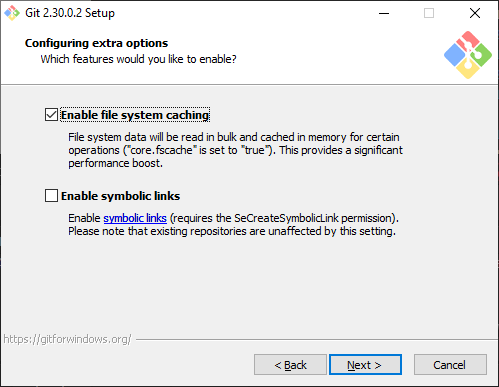 Git 2.30.0.2 Setup
Configuring extra options
Which features would you like to enable?
Enable file system caching
File system data will be read in bulk and cached in memory for certain
operations ("core.fscache" is set to "true"). This provides a significant
performance boost.
Enable symbolic links
Enable symbolic links (requires the SeCreateSymbolicLink permission).
Please note that existing repositories are unaffected by this setting.
https://gitforwindows.org/
< Back
Next >
Cancel